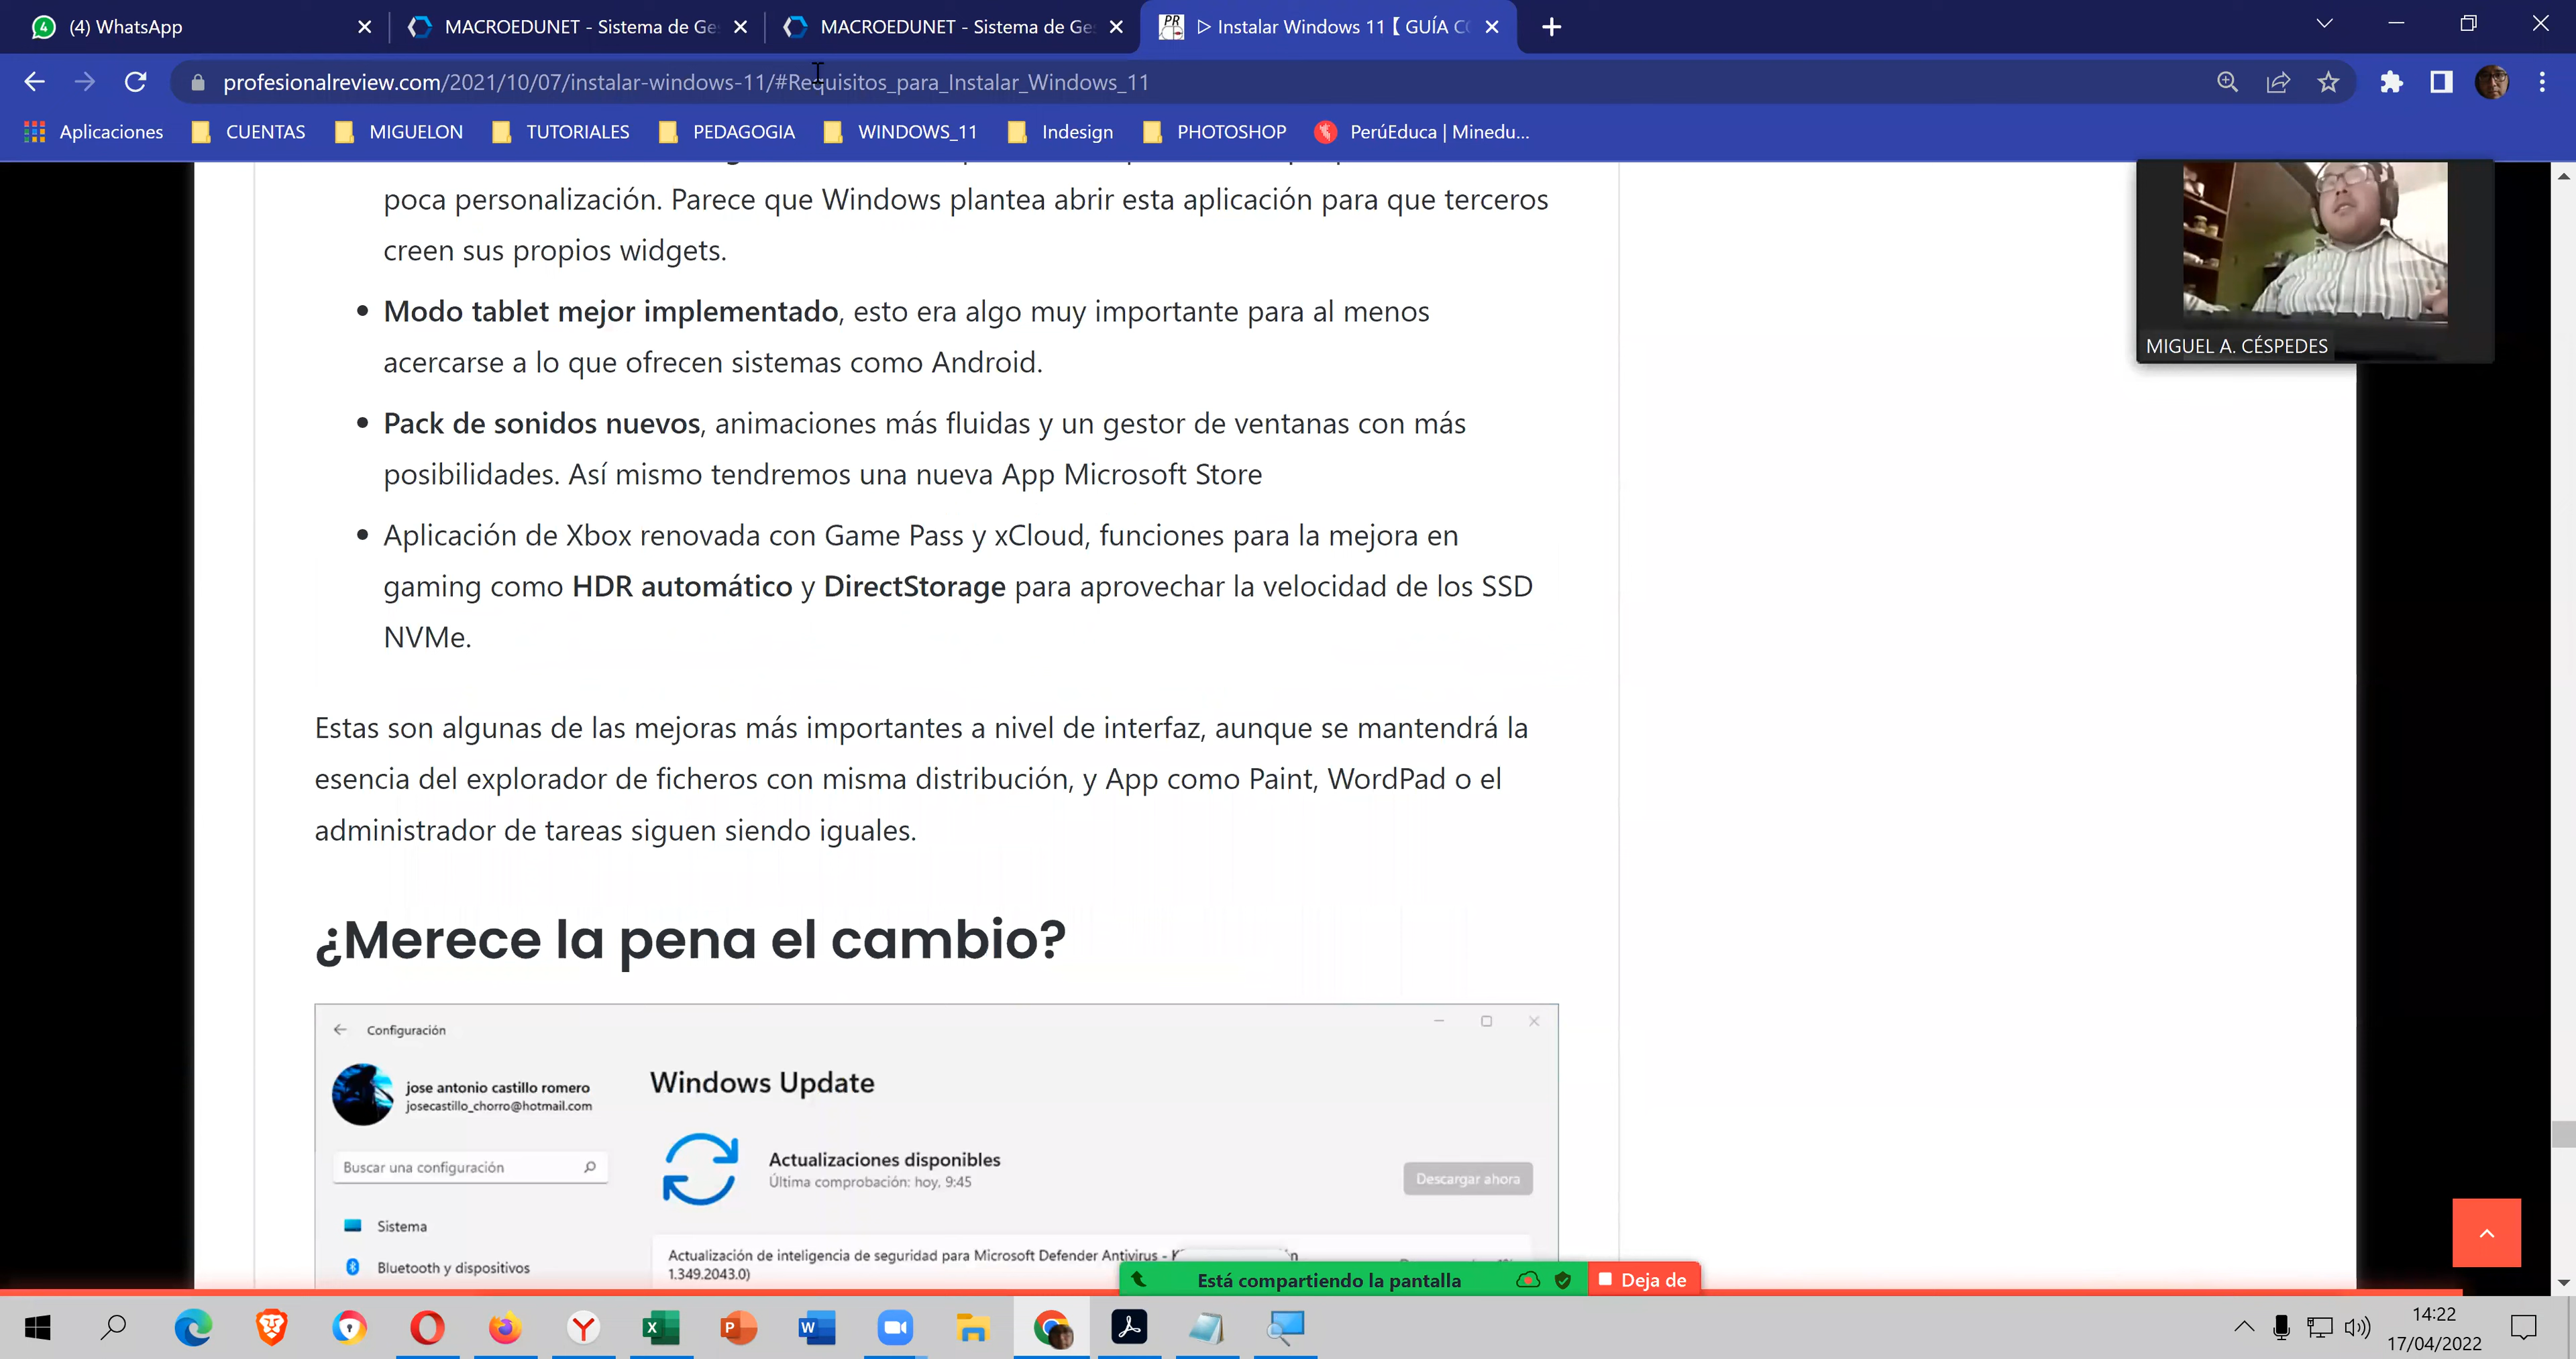 (4) WhatsApp
MACROEDUNET - Sistema de Ge
MACROEDUNET - Sistema de Ge
▷ Instalar Windows 11【 GUÍA C
profesionalreview.com/2021/10/07/instalar-windows-11/#Requisitos_para_Instalar_Windows_11
Aplicaciones CUENTAS MIGUELON TUTORIALES PEDAGOGIA WINDOWS_11 Indesign PHOTOSHOP PerúEduca | Minedu...
poca personalización. Parece que Windows plantea abrir esta aplicación para que terceros
creen sus propios widgets.
• Modo tablet mejor implementado, esto era algo muy importante para al menos
acercarse a lo que ofrecen sistemas como Android.
• Pack de sonidos nuevos, animaciones más fluidas y un gestor de ventanas con más
posibilidades. Así mismo tendremos una nueva App Microsoft Store
• Aplicación de Xbox renovada con Game Pass y xCloud, funciones para la mejora en
gaming como HDR automático y DirectStorage para aprovechar la velocidad de los SSD
NVMe.
Estas son algunas de las mejoras más importantes a nivel de interfaz, aunque se mantendrá la
esencia del explorador de ficheros con misma distribución, y App como Paint, WordPad o el
administrador de tareas siguen siendo iguales.
¿Merece la pena el cambio?
Configuración
jose antonio castillo romero
josecastillo_chorro@hotmail.com
Buscar una configuración
Sistema
Bluetooth y dispositivos
Windows Update
Actualizaciones disponibles
Última comprobación: hoy, 9:45
Descargar ahora
Actualización de inteligencia de seguridad para Microsoft Defender Antivirus -
1.349.2043.0)
MIGUEL A. CÉSPEDES
Está compartiendo la pantalla
Deja de
14:22
17/04/2022